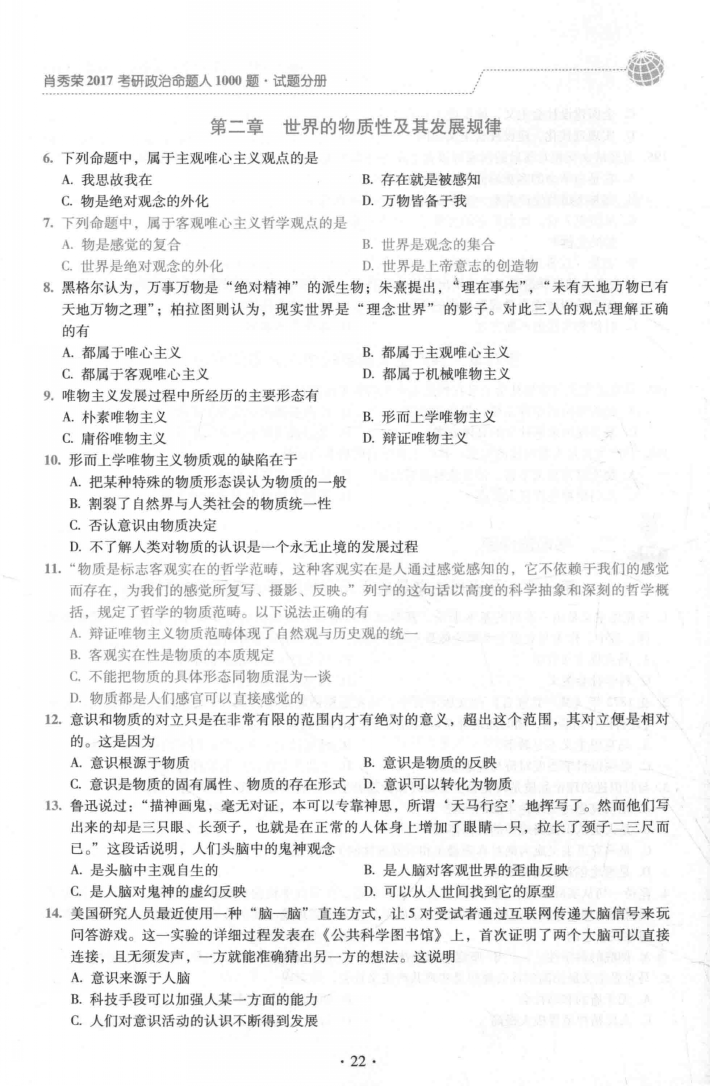 肖秀荣2017考研政治命题人1000题·试题分册
第二章 世界的物质性及其发展规律
6. 下列命题中，属于主观唯心主义观点的是
A. 我思故我在 B. 存在就是被感知
C. 物是绝对观念的外化 D. 万物皆备于我
7. 下列命题中，属于客观唯心主义哲学观点的是
A. 物是感觉的复合 B. 世界是观念的集合
C. 世界是绝对观念的外化 D. 世界是上帝意志的创造物
8. 黑格尔认为，万事万物是“绝对精神”的派生物；朱熹提出，“理在事先”，“未有天地万物已有
天地万物之理”；柏拉图则认为，现实世界是“理念世界”的影子。对此三人的观点理解正确
的有
A. 都属于唯心主义 B. 都属于主观唯心主义
C. 都属于客观唯心主义 D. 都属于机械唯物主义
9. 唯物主义发展过程中所经历的主要形态有
A. 朴素唯物主义 B. 形而上学唯物主义
C. 庸俗唯物主义 D. 辩证唯物主义
10. 形而上学唯物主义物质观的缺陷在于
A. 把某种特殊的物质形态误认为物质的一般
B. 割裂了自然界与人类社会的物质统一性
C. 否认意识由物质决定
D. 不了解人类对物质的认识是一个永无止境的发展过程
11. “物质是标志客观实在的哲学范畴，这种客观实在是人通过感觉感知的，它不依赖于我们的感觉
而存在，为我们的感觉所复写、摄影、反映。”列宁的这句话以高度的科学抽象和深刻的哲学概
括，规定了哲学的物质范畴。以下说法正确的有
A. 辩证唯物主义物质范畴体现了自然观与历史观的统一
B. 客观实在性是物质的本质规定
C. 不能把物质的具体形态同物质混为一谈
D. 物质都是人们感官可以直接感觉的
12. 意识和物质的对立只是在非常有限的范围内才有绝对的意义，超出这个范围，其对立便是相对
的。这是因为
A. 意识根源于物质 B. 意识是物质的反映
C. 意识是物质的固有属性、物质的存在形式 D. 意识可以转化为物质
13. 鲁迅说过：“描神画鬼，毫无对证，本可以专靠神思，所谓‘天马行空’地挥写了。然而他们写
出来的却是三只眼、长颈子，也就是在正常的人体身上增加了眼睛一只，拉长了颈子二三尺而
已。”这段话说明，人们头脑中的鬼神观念
A. 是头脑中主观自生的 B. 是人脑对客观世界的歪曲反映
C. 是人脑对鬼神的虚幻反映 D. 可以从人世间找到它的原型
14. 美国研究人员最近使用一种“脑—脑”直连方式，让5对受试者通过互联网传递大脑信号来玩
问答游戏。这一实验的详细过程发表在《公共科学图书馆》上，首次证明了两个大脑可以直接
连接，且无须发声，一方就能准确猜出另一方的想法。这说明
A. 意识来源于人脑
B. 科技手段可以加强人某一方面的能力
C. 人们对意识活动的认识不断得到发展
· 22 ·